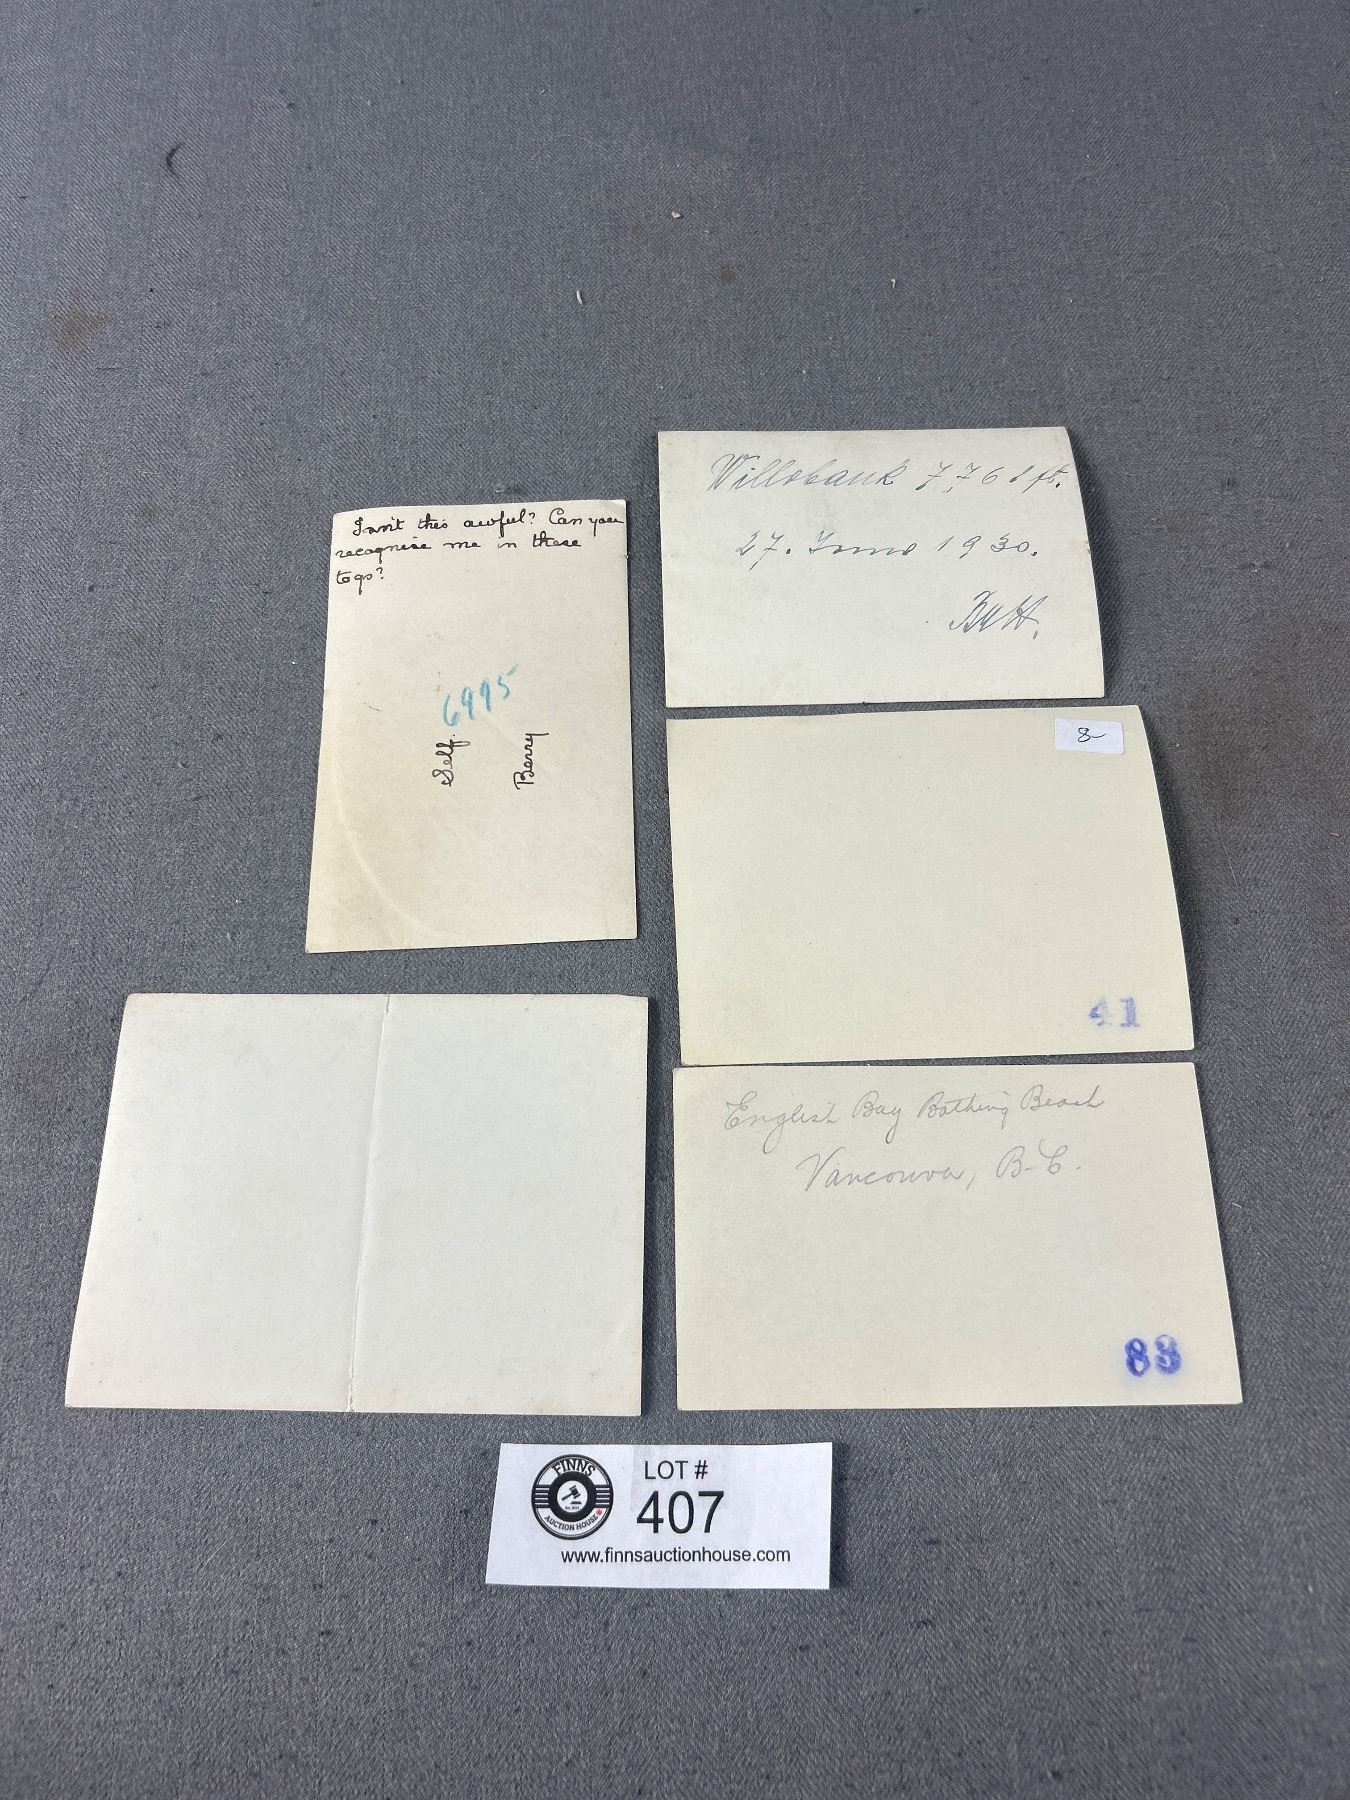 Isn't this awful? Can you
recognise me in these
togs?
6995
Self.
Berry
Willobank 7,761 ft.
27. June 1930.
8-
41
English Bay Bathing Beach
Vancouver, B-C.
83
FINNS
AUCTION HOUSE
LOT #
407
www.finnsauctionhouse.com